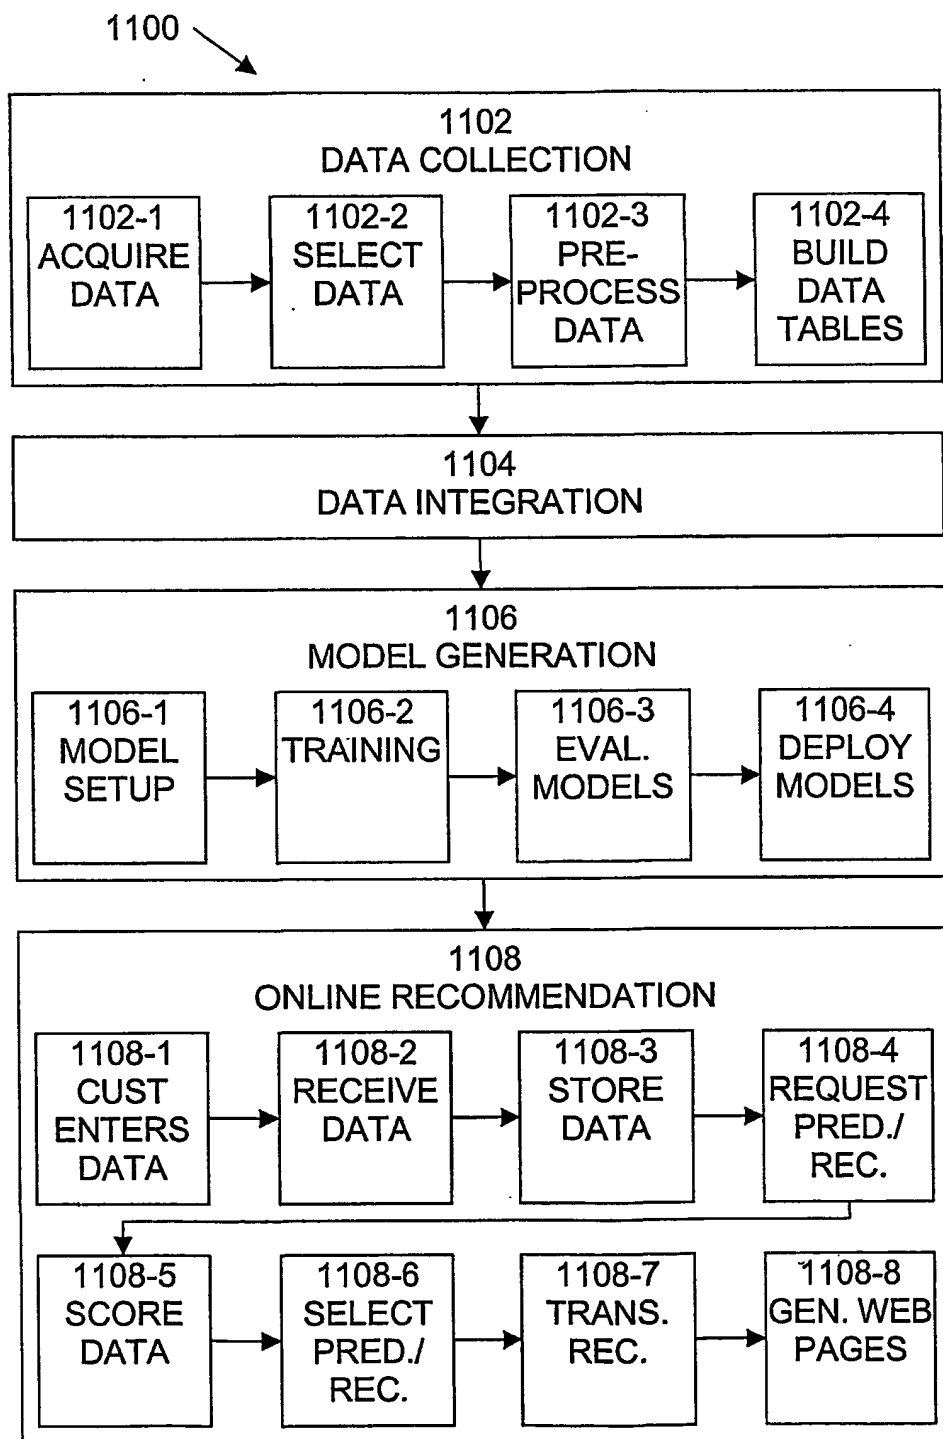 1100
1102
DATA COLLECTION
1102-1
ACQUIRE
DATA
1102-2
SELECT
DATA
1102-3
PRE-
PROCESS
DATA
1102-4
BUILD
DATA
TABLES
1104
DATA INTEGRATION
1106
MODEL GENERATION
1106-1
MODEL
SETUP
1106-2
TRAINING
1106-3
EVAL.
MODELS
1106-4
DEPLOY
MODELS
1108
ONLINE RECOMMENDATION
1108-1
CUST
ENTERS
DATA
1108-2
RECEIVE
DATA
1108-3
STORE
DATA
1108-4
REQUEST
PRED./
REC.
1108-5
SCORE
DATA
1108-6
SELECT
PRED./
REC.
1108-7
TRANS.
REC.
1108-8
GEN. WEB
PAGES